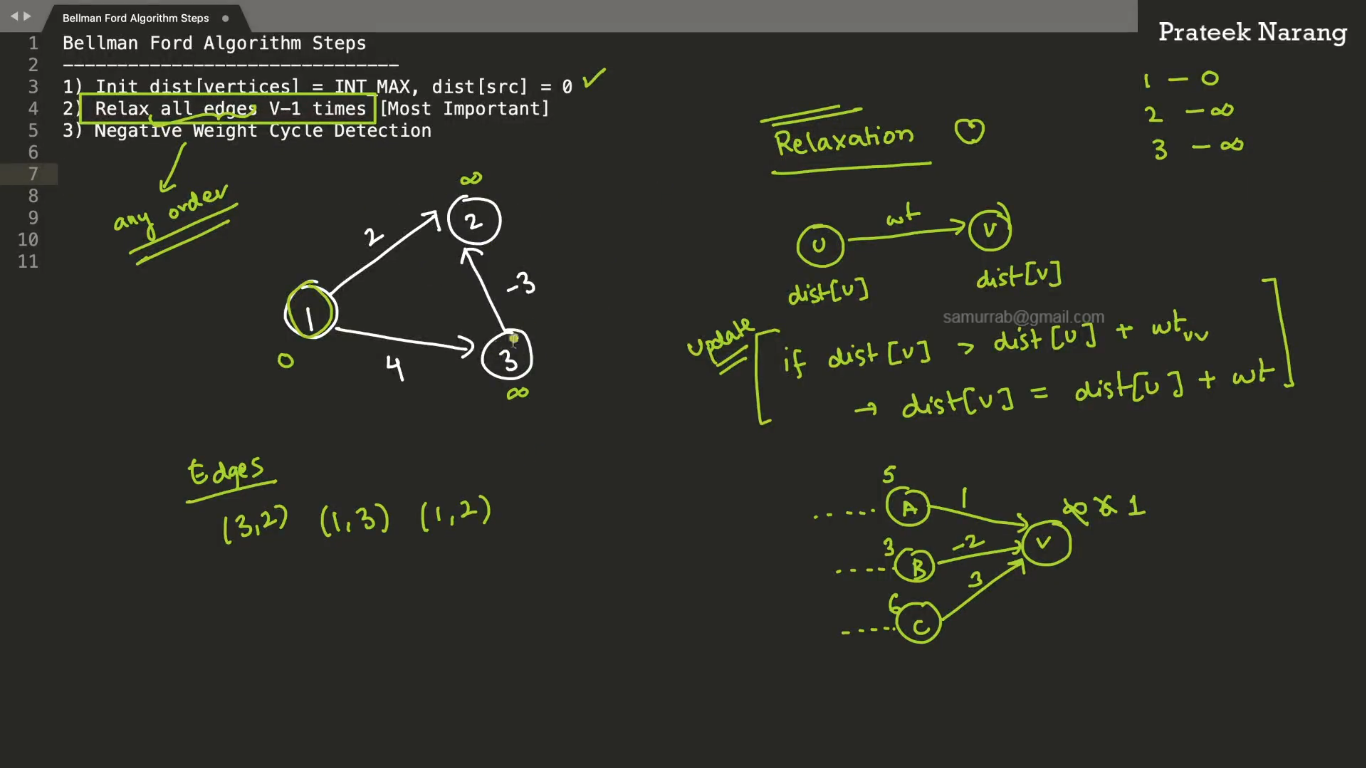 Bellman Ford Algorithm Steps
Prateek Narang
1 Bellman Ford Algorithm Steps
2 ------------------------------
3 1) Init dist[vertices] = INT_MAX, dist[src] = 0 ✓
4 2) Relax all edges V-1 times [Most Important]
5 3) Negative Weight Cycle Detection
6
7
8
9
10
11
1 - 0
2 - ∞
3 - ∞
Relaxation
any order
∞
2
2
-3
1
0
4
3
∞
U wt V
dist[u] dist[v]
samurrab@gmail.com
update
if dist[v] > dist[u] + wt uv
→ dist[v] = dist[u] + wt
Edges
(3,2) (1,3) (1,2)
5
A 1
∞ 1
3
B -2
V
6
C 3